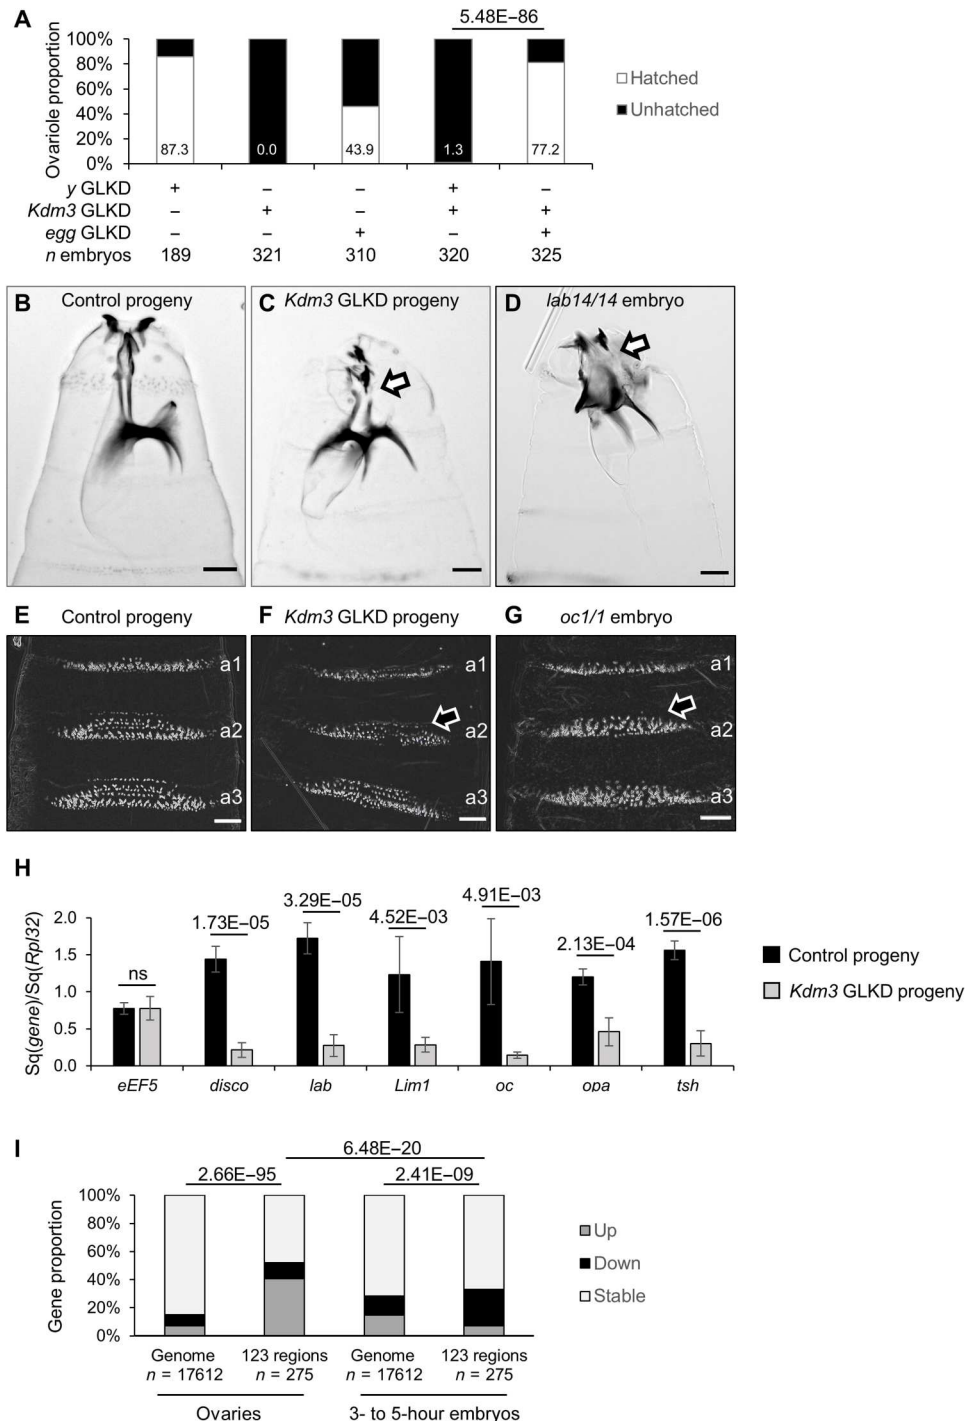 A
5.48E–86
Ovariole proportion
100%
80%
60%
40%
20%
0%
87.3
0.0
43.9
1.3
77.2
Hatched
Unhatched
y GLKD + – – + –
Kdm3 GLKD – + – + +
egg GLKD – – + – +
n embryos 189 321 310 320 325
B Control progeny
C Kdm3 GLKD progeny
D lab14/14 embryo
E Control progeny
a1
a2
a3
F Kdm3 GLKD progeny
a1
a2
a3
G oc1/1 embryo
a1
a2
a3
H
Sq(gene)/Sq(Rpl32)
2.0
1.5
1.0
0.5
0.0
ns
1.73E–05
3.29E–05
4.52E–03
4.91E–03
2.13E–04
1.57E–06
eEF5 disco lab Lim1 oc opa tsh
Control progeny
Kdm3 GLKD progeny
I
6.48E–20
2.66E–95
2.41E–09
Gene proportion
100%
80%
60%
40%
20%
0%
Up
Down
Stable
Genome 123 regions Genome 123 regions
n = 17612 n = 275 n = 17612 n = 275
Ovaries 3- to 5-hour embryos